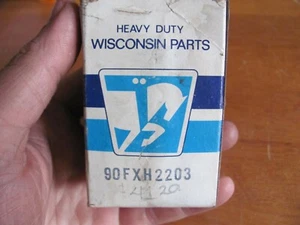 HEAVY DUTY
WISCONSIN PARTS
90FXH2203